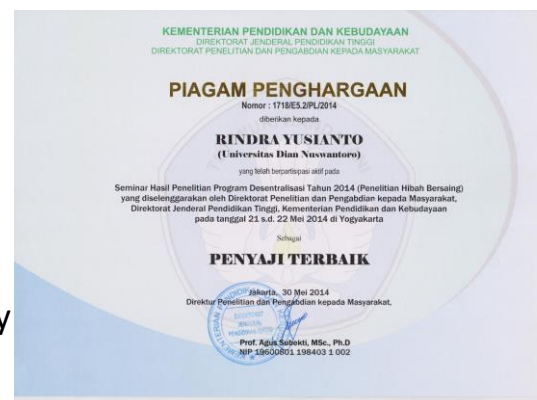 KEMENTERIAN PENDIDIKAN DAN KEBUDAYAAN
DIREKTORAT JENDERAL PENDIDIKAN TINGGI
DIREKTORAT PENELITIAN DAN PENGABDIAN KEPADA MASYARAKAT
PIAGAM PENGHARGAAN
Nomor : 1718/E5.2/PL/2014
diberikan kepada
RINDRA YUSIANTO
(Universitas Dian Nuswantoro)
yang telah berpartisipasi aktif pada
Seminar Hasil Penelitian Program Desentralisasi Tahun 2014 (Penelitian Hibah Bersaing)
yang diselenggarakan oleh Direktorat Penelitian dan Pengabdian kepada Masyarakat,
Direktorat Jenderal Pendidikan Tinggi, Kementerian Pendidikan dan Kebudayaan
pada tanggal 21 s.d. 22 Mei 2014 di Yogyakarta
Sebagai
PENYAJI TERBAIK
Jakarta, 30 Mei 2014
Direktur Penelitian dan Pengabdian kepada Masyarakat,
y
Prof. Agus Subekti, MSc., Ph.D
NIP 19600801 198403 1 002